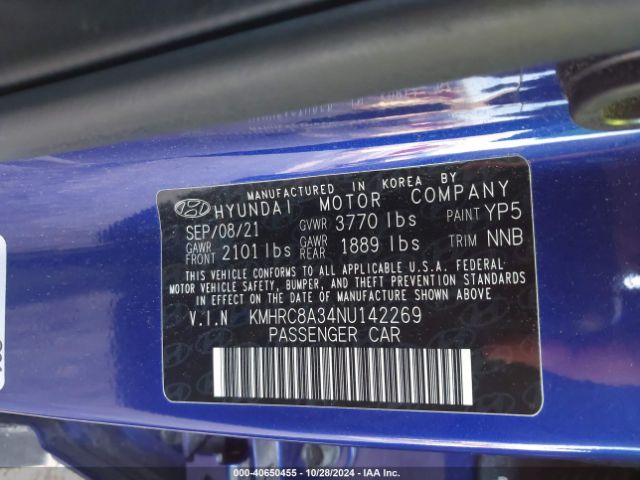 MANUFACTURED IN KOREA BY
HYUNDAI MOTOR COMPANY
SEP/08/21 GVWR 3770 lbs PAINT YP5
GAWR FRONT 2101 lbs GAWR REAR 1889 lbs TRIM NNB
THIS VEHICLE CONFORMS TO ALL APPLICABLE U.S.A. FEDERAL
MOTOR VEHICLE SAFETY, BUMPER, AND THEFT PREVENTION STANDARDS
IN EFFECT ON THE DATE OF MANUFACTURE SHOWN ABOVE.
V.I.N KMHRC8A34NU142269
PASSENGER CAR
000-40650455 - 10/28/2024 - IAA Inc.